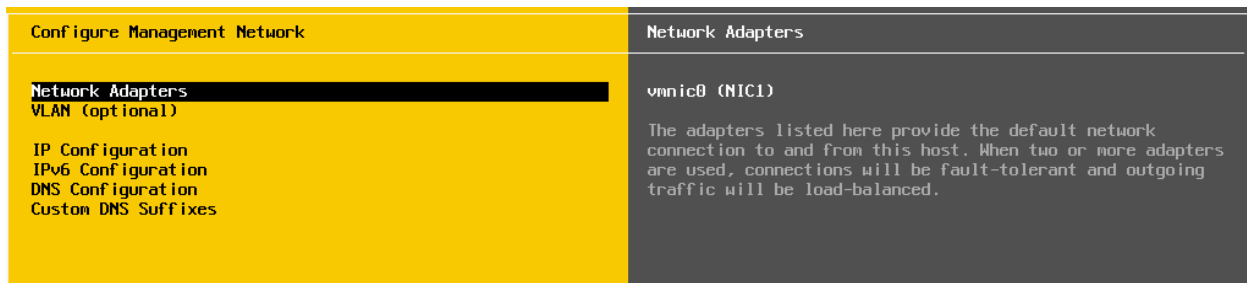 Configure Management Network
Network Adapters
VLAN (optional)
IP Configuration
IPv6 Configuration
DNS Configuration
Custom DNS Suffixes
Network Adapters
vmnic0 (NIC1)
The adapters listed here provide the default network
connection to and from this host. When two or more adapters
are used, connections will be fault-tolerant and outgoing
traffic will be load-balanced.